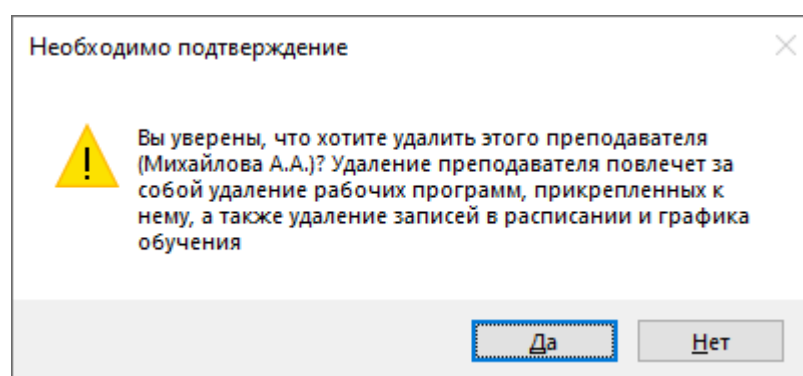 Необходимо подтверждение
Вы уверены, что хотите удалить этого преподавателя
(Михайлова А.А.)? Удаление преподавателя повлечет за
собой удаление рабочих программ, прикрепленных к
нему, а также удаление записей в расписании и графика
обучения
Да
Нет